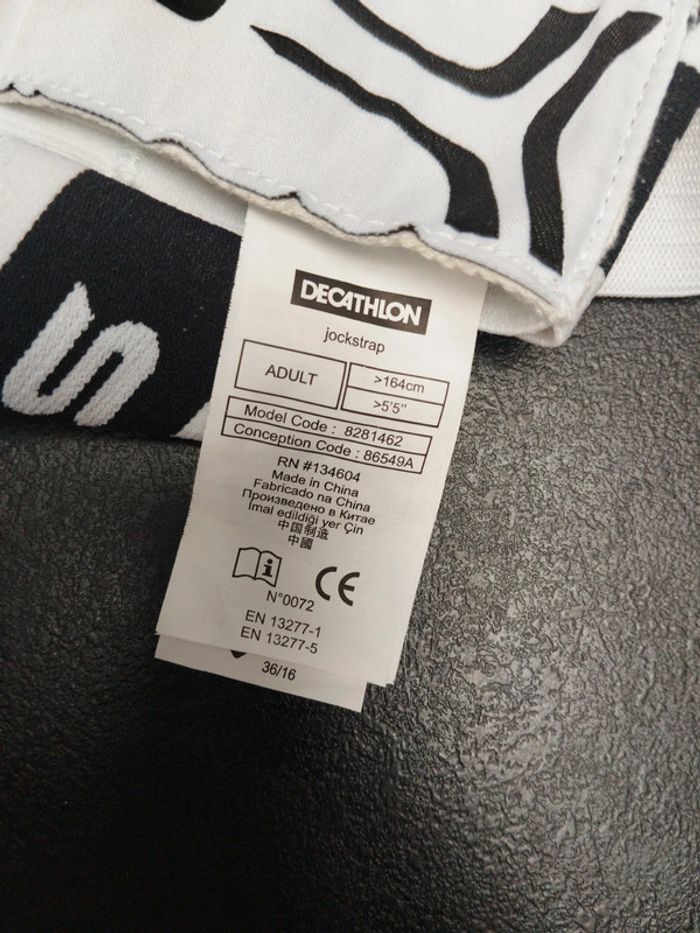 S
DECATHLON
jockstrap
ADULT
>164cm
>5'5''
Model Code : 8281462
Conception Code : 86549A
RN #134604
Made in China
Fabricado na China
Произведено в Китае
İmal edildiği yer Çin
中国制造
中國
N°0072
CE
EN 13277-1
EN 13277-5
36/16